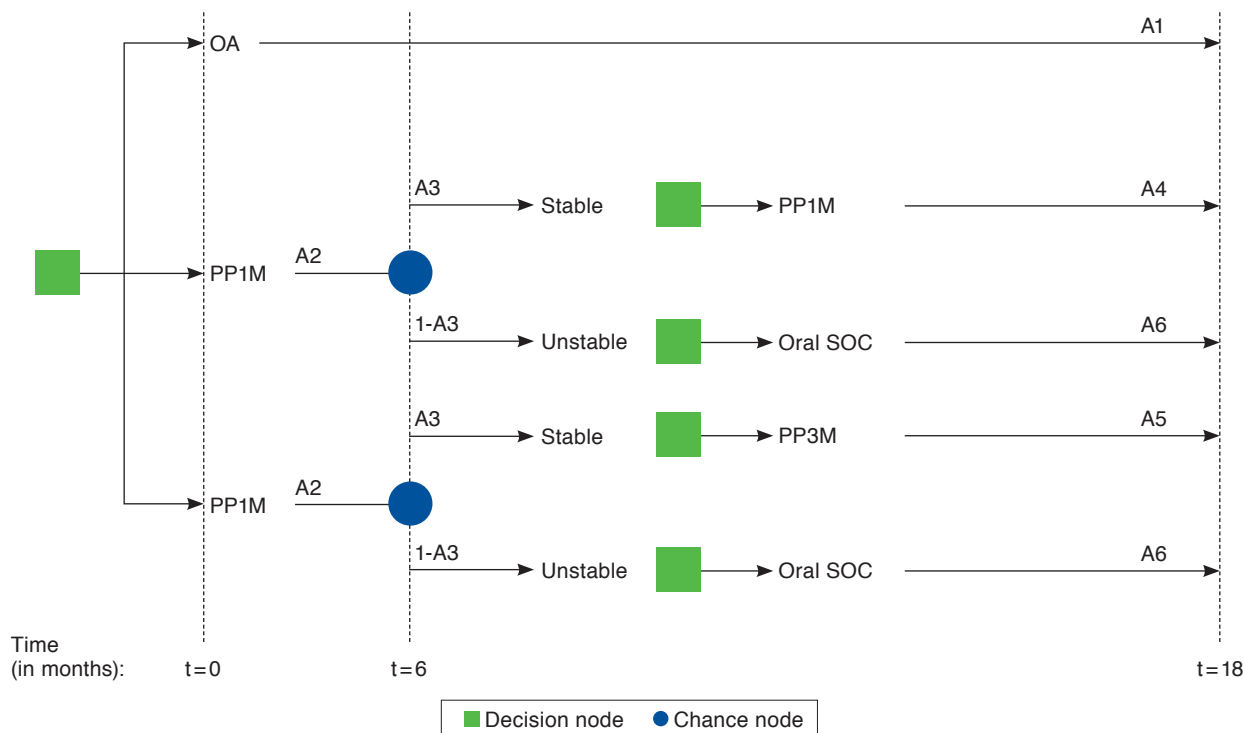 OA
A1
A3
Stable
PP1M
A4
PP1M
A2
1-A3
Unstable
Oral SOC
A6
A3
Stable
PP3M
A5
PP1M
A2
1-A3
Unstable
Oral SOC
A6
Time
(in months):
t=0
t=6
t=18
Decision node
Chance node